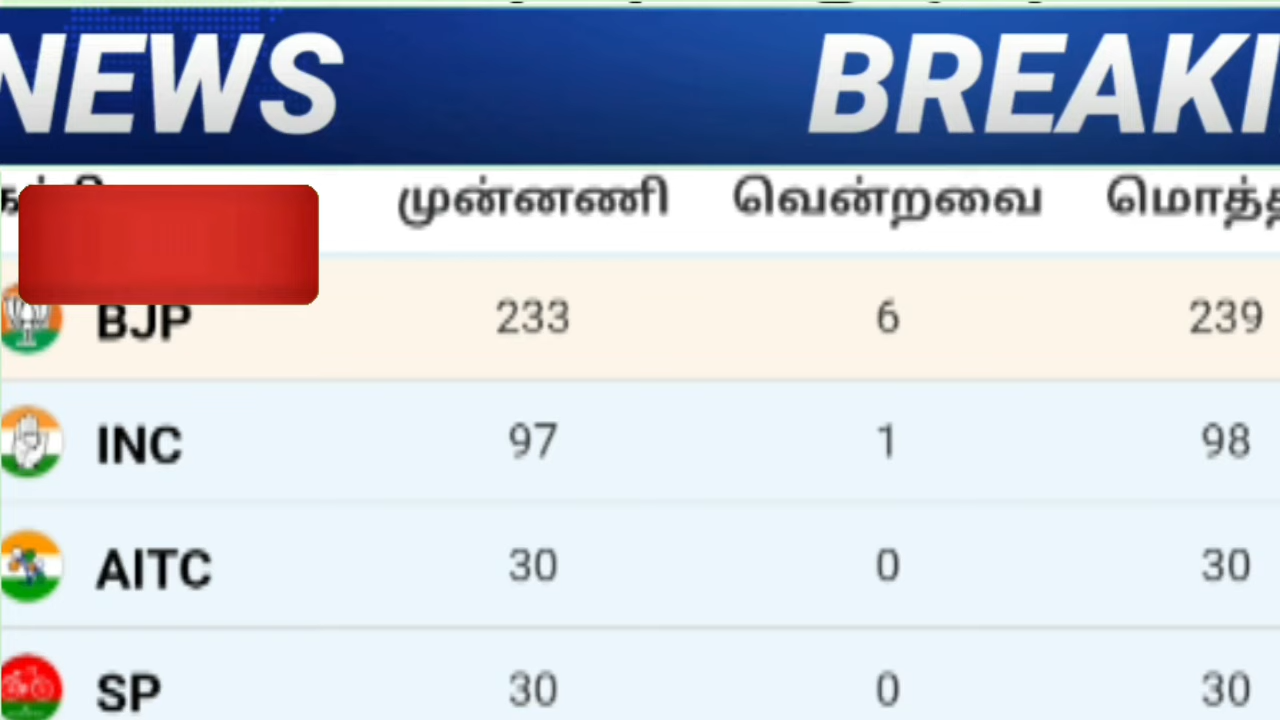 NEWS BREAKI
முன்னணி வென்றவை மொத்த
BJP 233 6 239
INC 97 1 98
AITC 30 0 30
SP 30 0 30